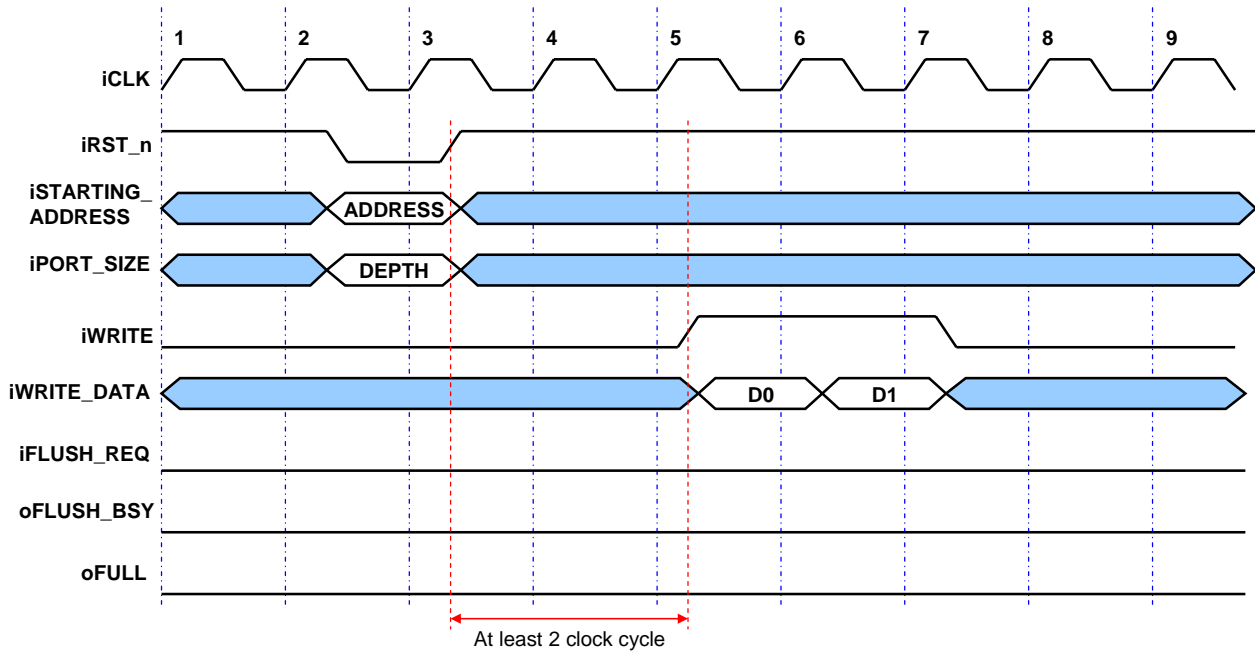 1 2 3 4 5 6 7 8 9
iCLK
iRST_n
iSTARTING_
ADDRESS
ADDRESS
iPORT_SIZE
DEPTH
iWRITE
iWRITE_DATA
D0 D1
iFLUSH_REQ
oFLUSH_BSY
oFULL
At least 2 clock cycle